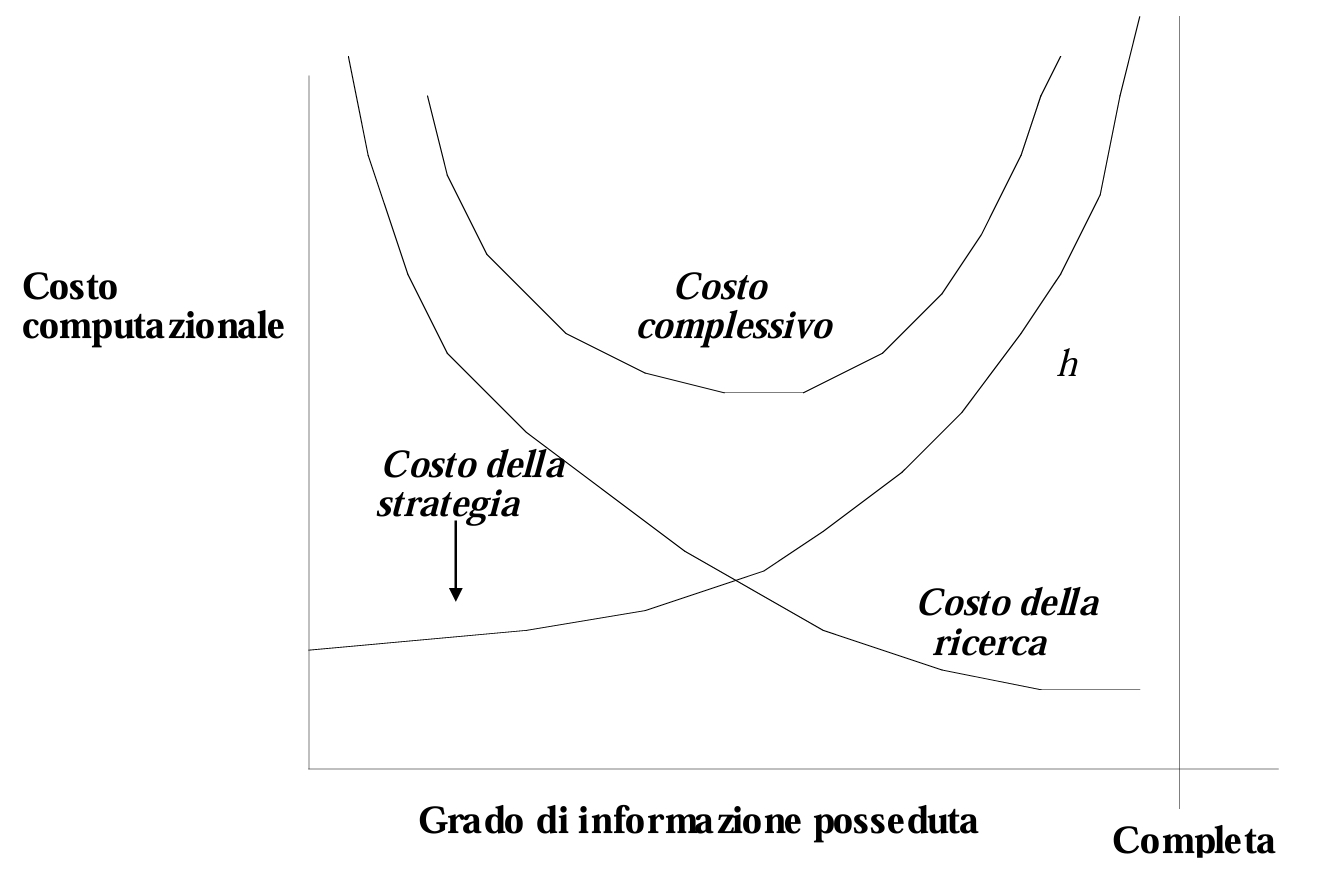 Costo
computazionale
Costo
complessivo
h
Costo della
strategia
Costo della
ricerca
Grado di informazione posseduta
Completa